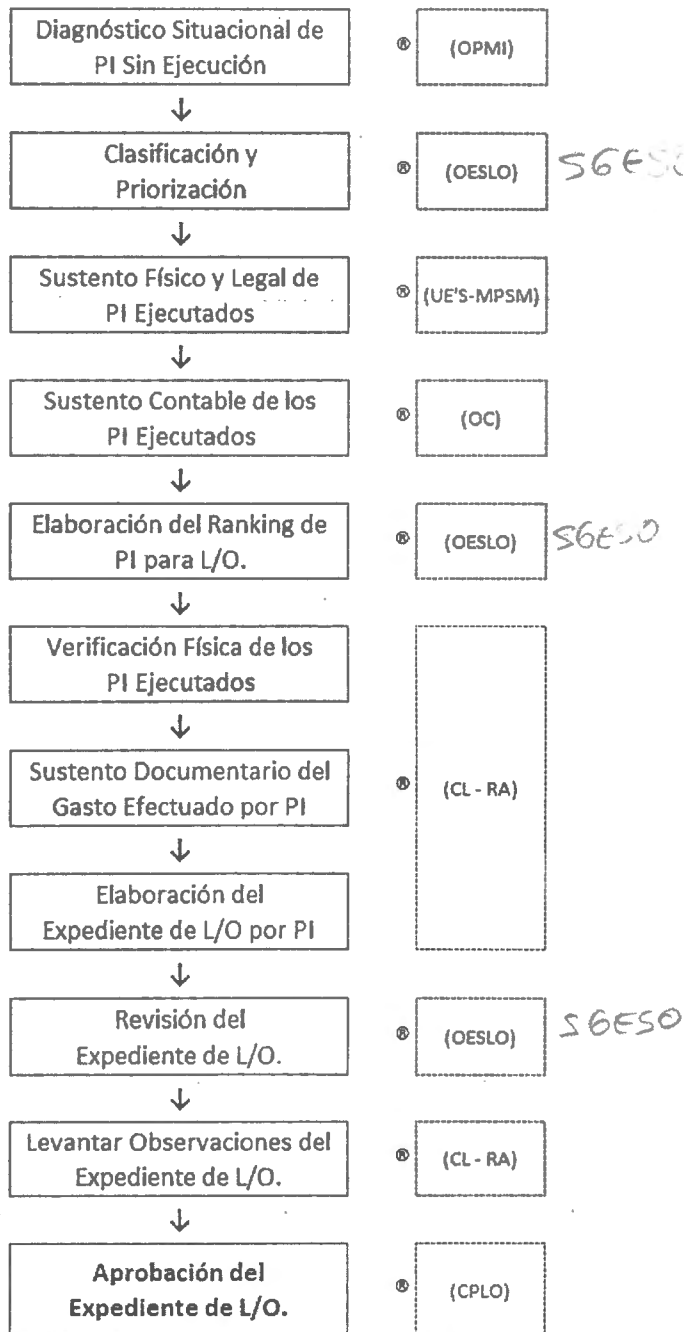 Diagnóstico Situacional de
PI Sin Ejecución
® (OPMI)
↓
Clasificación y
Priorización
® (OESLO)
↓
Sustento Físico y Legal de
PI Ejecutados
® (UE'S-MPSM)
↓
Sustento Contable de los
PI Ejecutados
® (OC)
↓
Elaboración del Ranking de
PI para L/O.
® (OESLO) SGESO
↓
Verificación Física de los
PI Ejecutados
↓
Sustento Documentario del
Gasto Efectuado por PI
® (CL - RA)
↓
Elaboración del
Expediente de L/O por PI
↓
Revisión del
Expediente de L/O.
® (OESLO) SGESO
↓
Levantar Observaciones del
Expediente de L/O.
® (CL - RA)
↓
Aprobación del
Expediente de L/O.
® (CPLO)